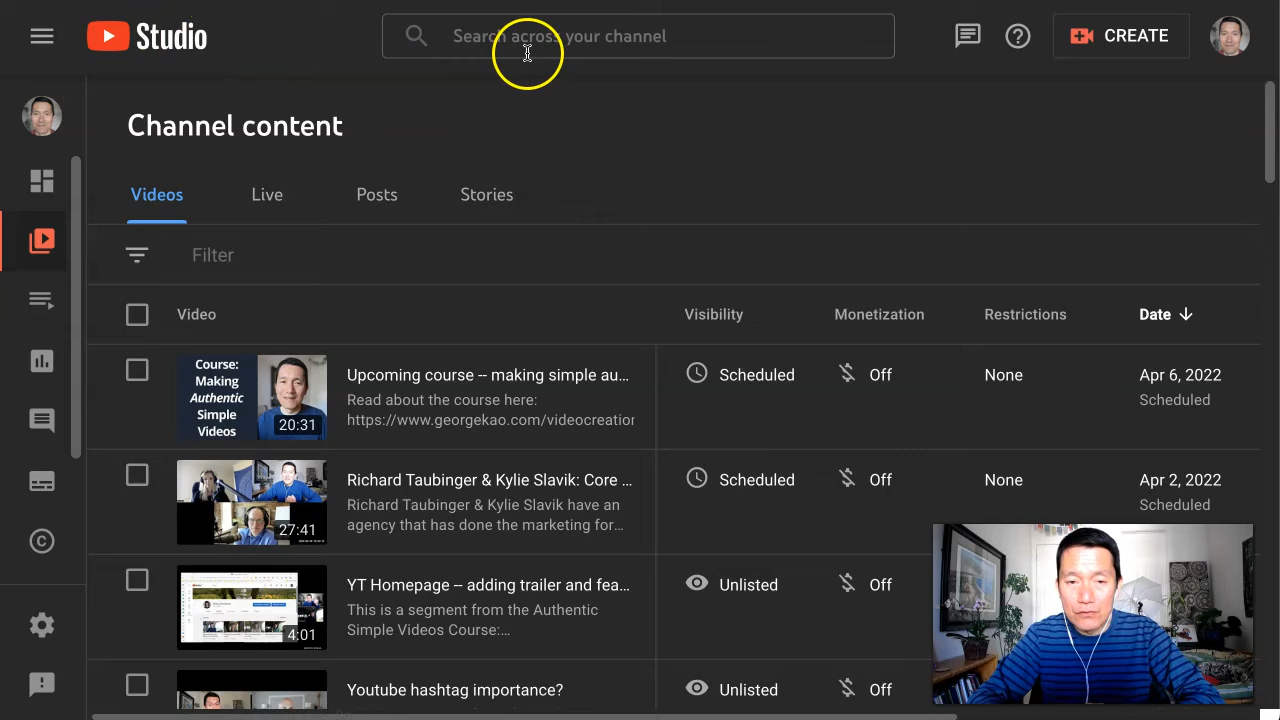 Studio
Search across your channel
CREATE
Channel content
Videos Live Posts Stories
Filter
Video Visibility Monetization Restrictions Date
Course:
Making
Authentic
Simple
Videos
20:31
Upcoming course -- making simple au...
Read about the course here:
https://www.georgekao.com/videocreation
Scheduled Off None Apr 6, 2022
Scheduled
27:41
Richard Taubinger & Kylie Slavik: Core ...
Richard Taubinger & Kylie Slavik have an
agency that has done the marketing for...
Scheduled Off None Apr 2, 2022
Scheduled
4:01
YT Homepage -- adding trailer and fea...
This is a segment from the Authentic
Simple Videos Course:...
Unlisted Off
Youtube hashtag importance?
Unlisted Off